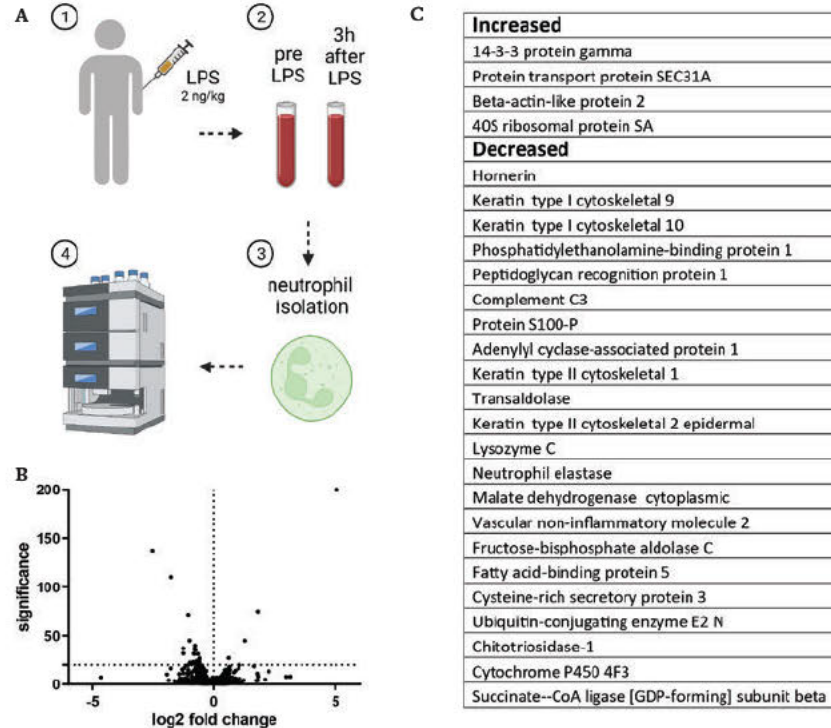 A
1
LPS
2 ng/kg
2
pre
LPS
3h
after
LPS
3
neutrophil
isolation
4
B
200
150
100
50
0
significance
-5
0
5
log2 fold change
C
Increased
14-3-3 protein gamma
Protein transport protein SEC31A
Beta-actin-like protein 2
40S ribosomal protein SA
Decreased
Hornerin
Keratin type I cytoskeletal 9
Keratin type I cytoskeletal 10
Phosphatidylethanolamine-binding protein 1
Peptidoglycan recognition protein 1
Complement C3
Protein S100-P
Adenylyl cyclase-associated protein 1
Keratin type II cytoskeletal 1
Transaldolase
Keratin type II cytoskeletal 2 epidermal
Lysozyme C
Neutrophil elastase
Malate dehydrogenase cytoplasmic
Vascular non-inflammatory molecule 2
Fructose-bisphosphate aldolase C
Fatty acid-binding protein 5
Cysteine-rich secretory protein 3
Ubiquitin-conjugating enzyme E2 N
Chitotriosidase-1
Cytochrome P450 4F3
Succinate--CoA ligase [GDP-forming] subunit beta